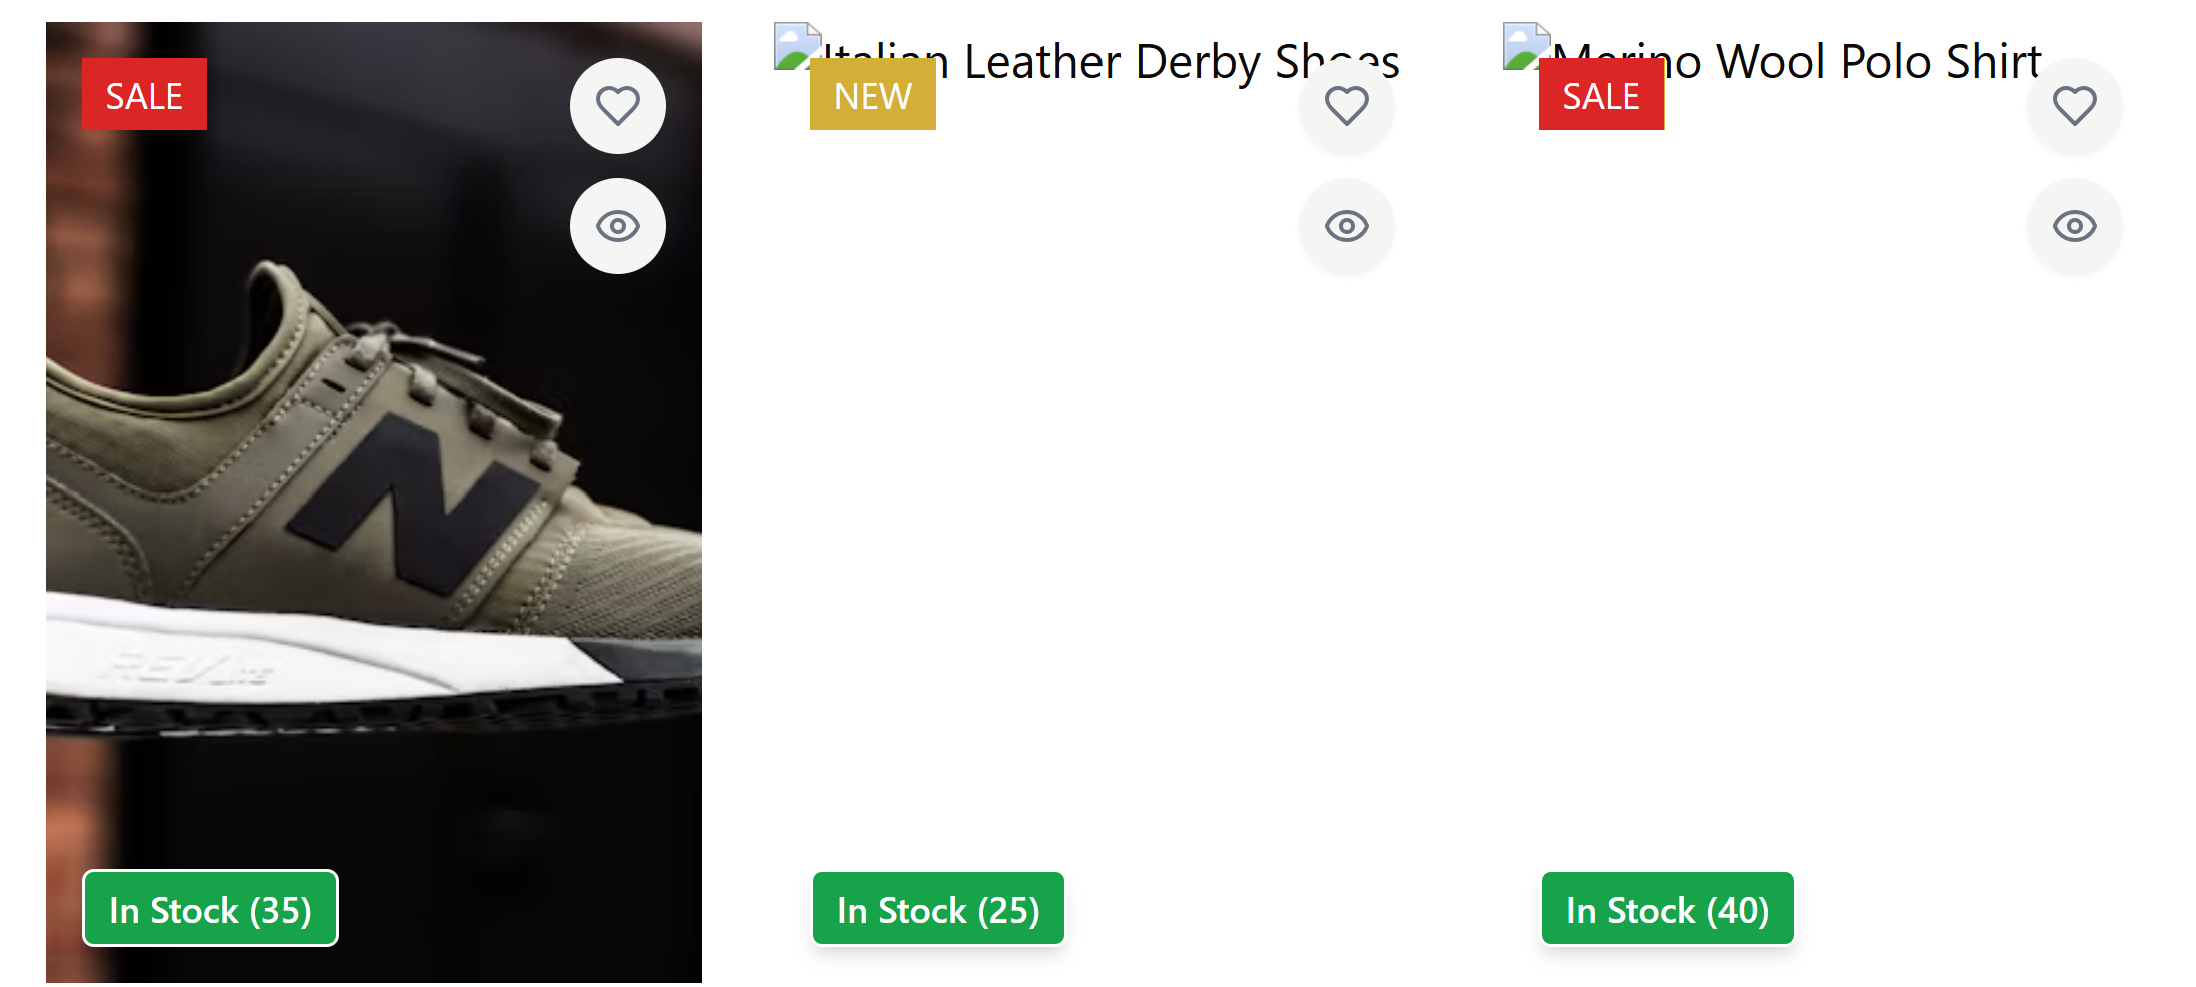 SALE
In Stock (35)
Italian Leather Derby Shoes
NEW
In Stock (25)
Merino Wool Polo Shirt
SALE
In Stock (40)